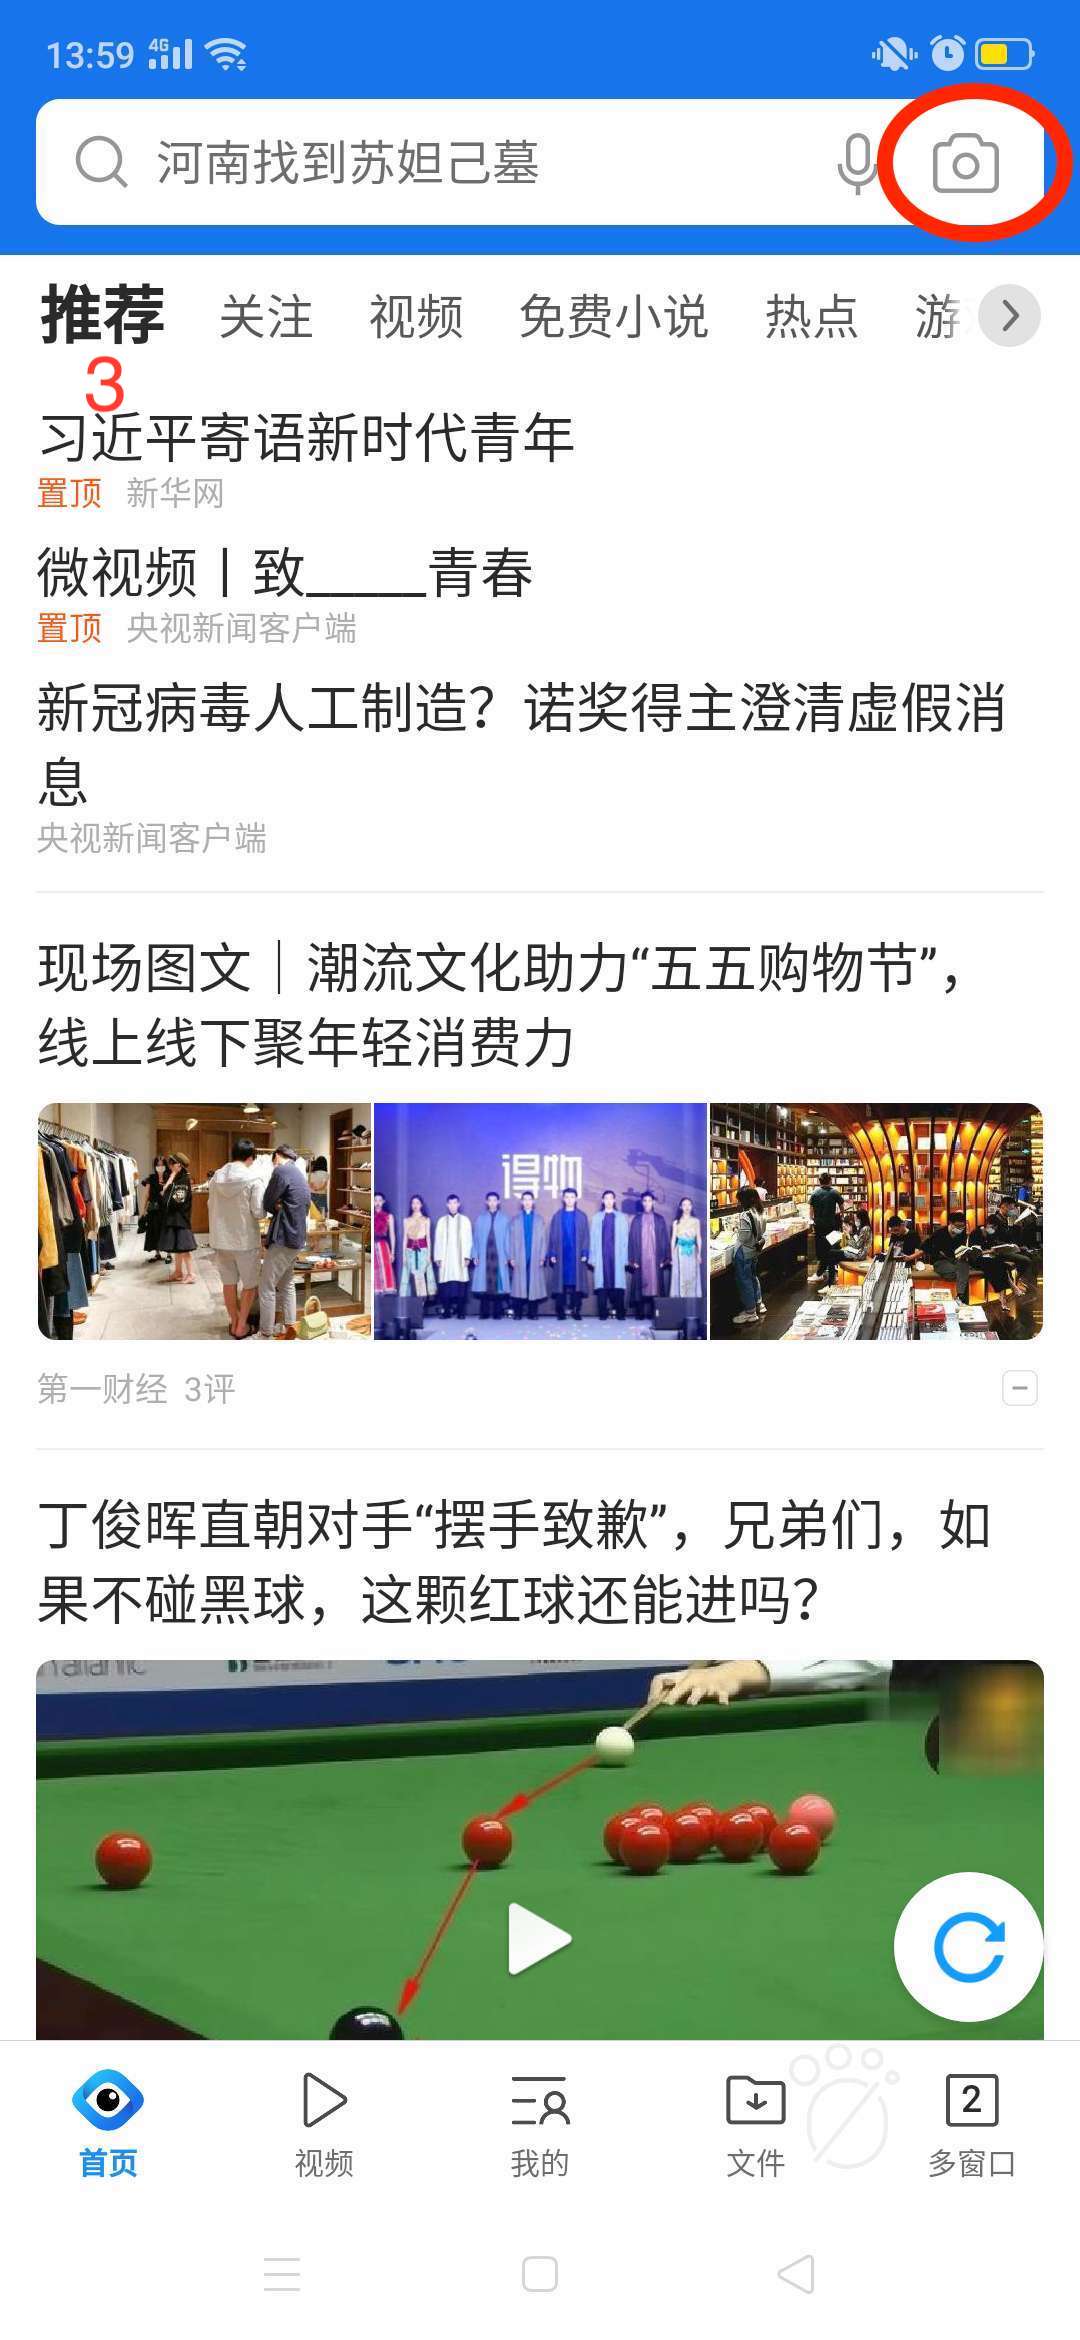 13:59 4G
河南找到苏妲己墓
推荐 关注 视频 免费小说 热点 游
3
习近平寄语新时代青年
置顶 新华网
微视频丨致_____青春
置顶 央视新闻客户端
新冠病毒人工制造？诺奖得主澄清虚假消
息
央视新闻客户端
现场图文｜潮流文化助力“五五购物节”，
线上线下聚年轻消费力
得物
第一财经 3评
丁俊晖直朝对手“摆手致歉”，兄弟们，如
果不碰黑球，这颗红球还能进吗？
首页 视频 我的 文件 2 多窗口